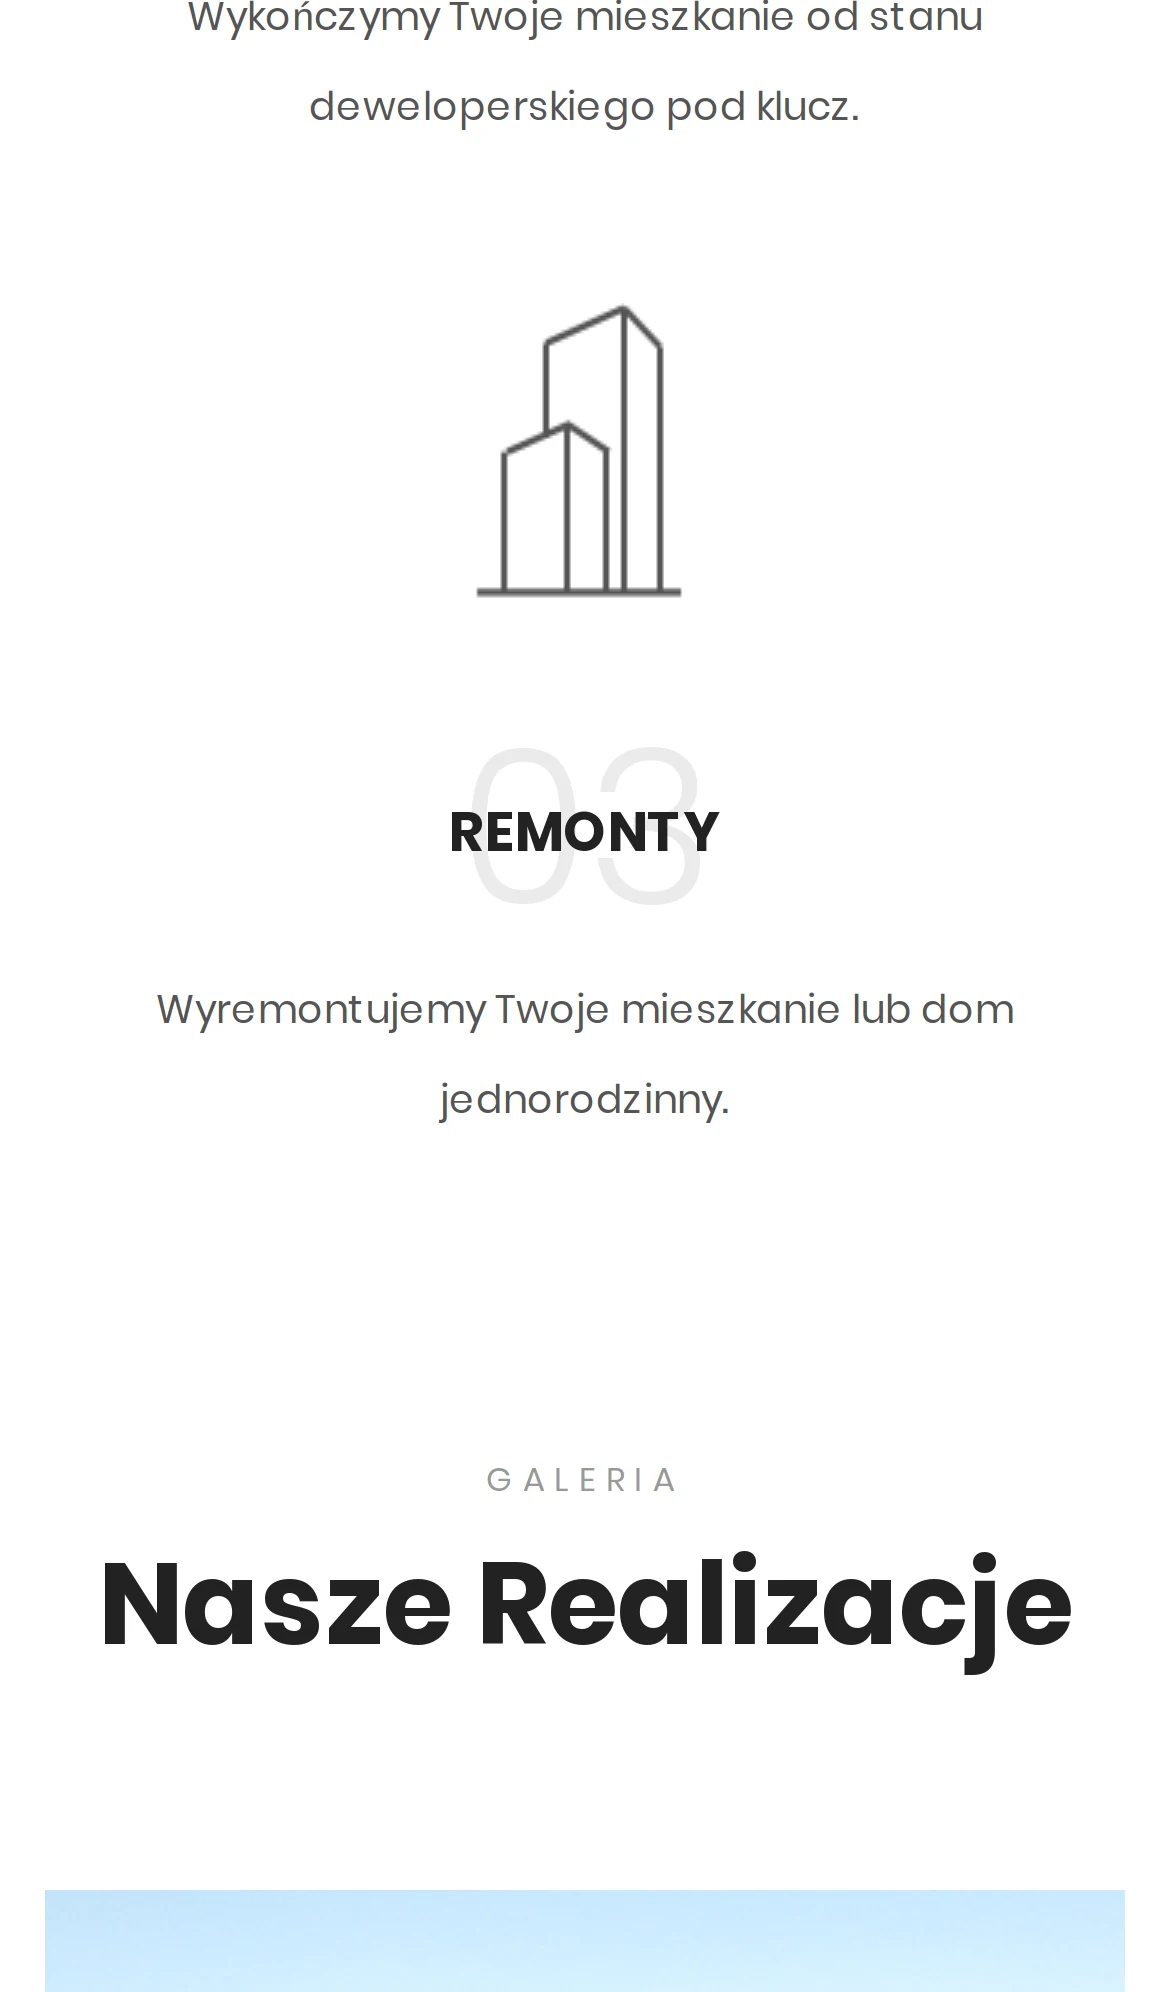 Wykończymy Twoje mieszkanie od stanu
deweloperskiego pod klucz.
03
REMONTY
Wyremontujemy Twoje mieszkanie lub dom
jednorodzinny.
GALERIA
Nasze Realizacje